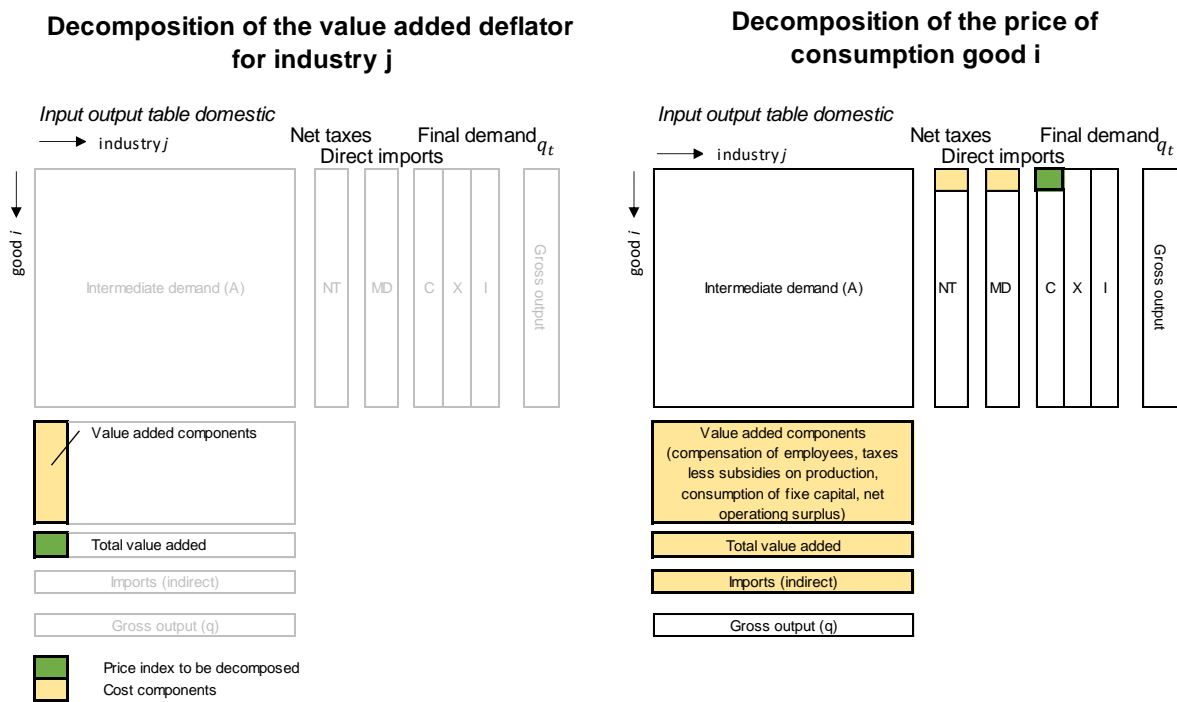 Decomposition of the value added deflator
for industry j
Input output table domestic
industry j
Net taxes
Final demand
Direct imports
q_t
good i
Intermediate demand (A)
NT
MD
C
X
I
Gross output
Value added components
Total value added
Imports (indirect)
Gross output (q)
Price index to be decomposed
Cost components
Decomposition of the price of
consumption good i
Input output table domestic
industry j
Net taxes
Final demand
Direct imports
q_t
good i
Intermediate demand (A)
NT
MD
C
X
I
Gross output
Value added components
(compensation of employees, taxes
less subsidies on production,
consumption of fixe capital, net
operationg surplus)
Total value added
Imports (indirect)
Gross output (q)